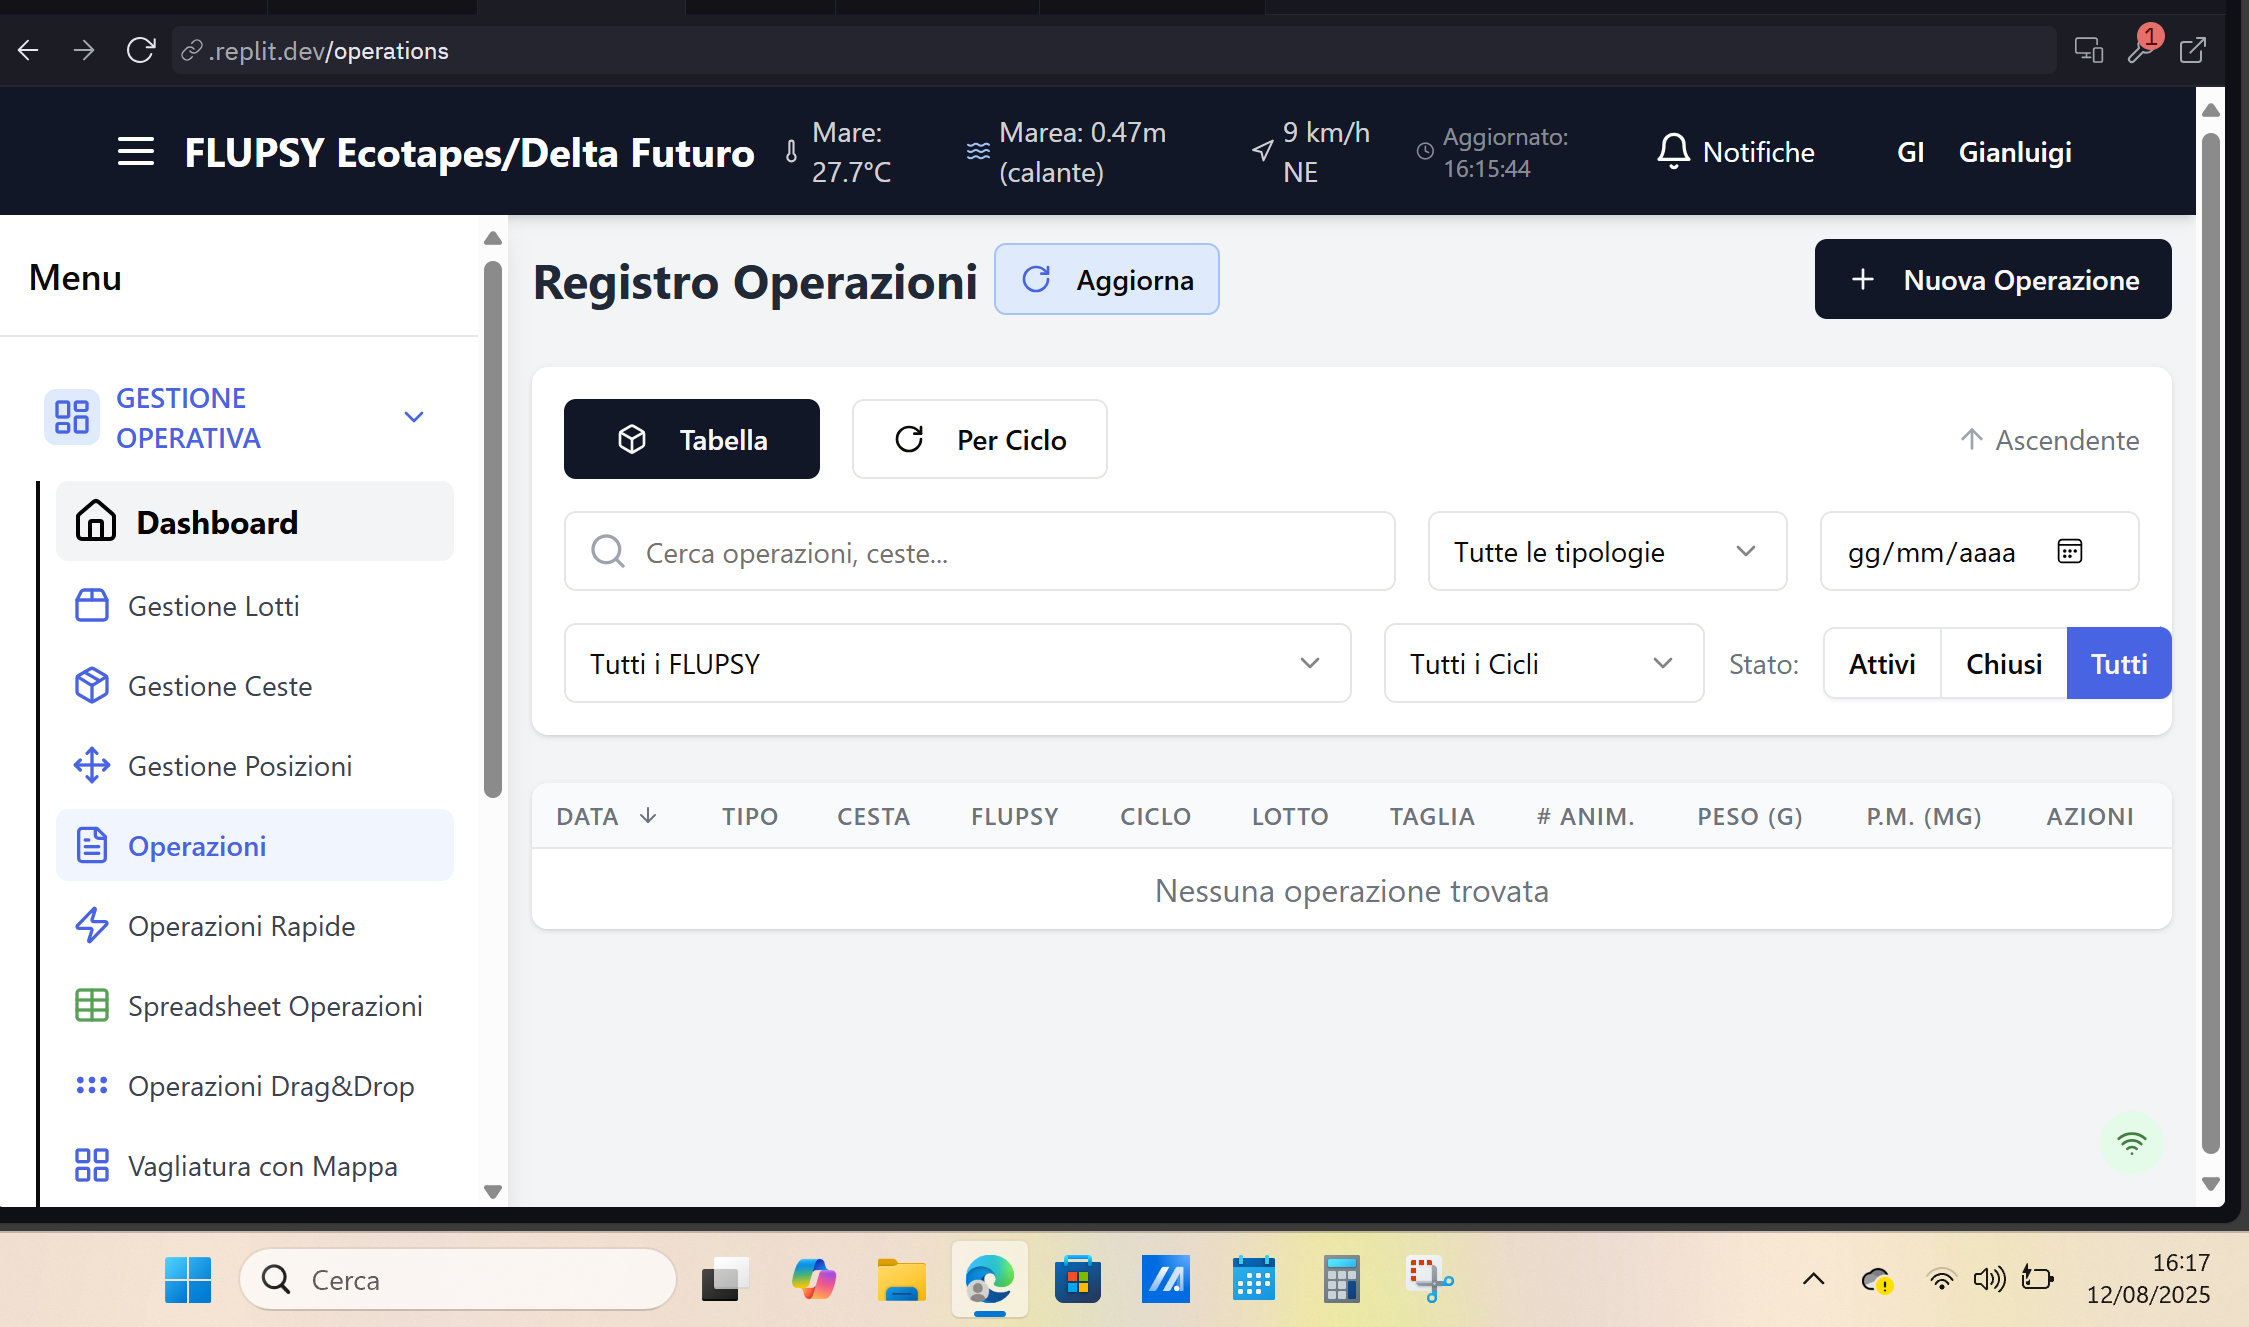 .replit.dev/operations
1
FLUPSY Ecotapes/Delta Futuro
Mare:
27.7°C
Marea: 0.47m
(calante)
9 km/h
NE
Aggiornato:
16:15:44
Notifiche
GI
Gianluigi
Menu
GESTIONE
OPERATIVA
Dashboard
Gestione Lotti
Gestione Ceste
Gestione Posizioni
Operazioni
Operazioni Rapide
Spreadsheet Operazioni
Operazioni Drag&Drop
Vagliatura con Mappa
Registro Operazioni
Aggiorna
+ Nuova Operazione
Tabella
Per Ciclo
↑ Ascendente
Cerca operazioni, ceste...
Tutte le tipologie
gg/mm/aaaa
Tutti i FLUPSY
Tutti i Cicli
Stato:
Attivi
Chiusi
Tutti
DATA ↓ TIPO CESTA FLUPSY CICLO LOTTO TAGLIA # ANIM. PESO (G) P.M. (MG) AZIONI
Nessuna operazione trovata
Cerca
16:17
12/08/2025